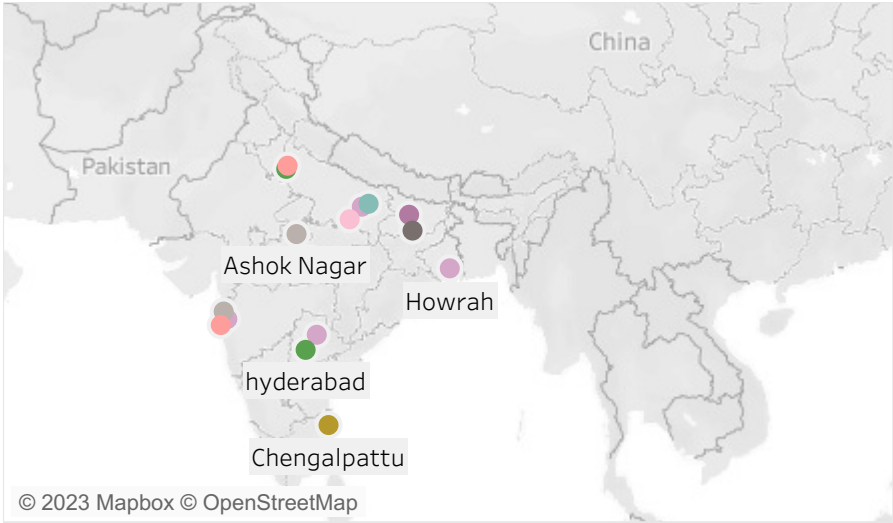 China
Pakistan
Ashok Nagar
Howrah
hyderabad
Chengalpattu
© 2023 Mapbox © OpenStreetMap